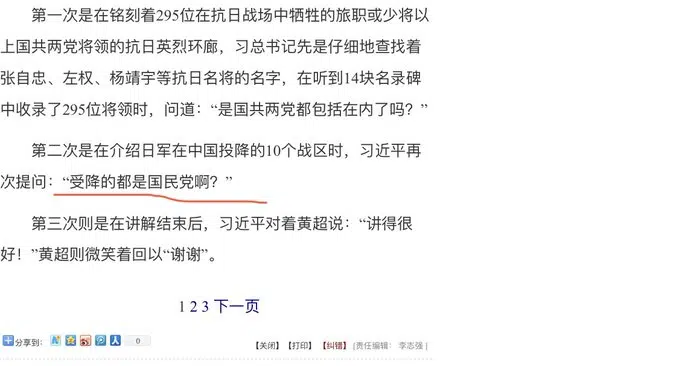 第一次是在铭刻着295位在抗日战场中牺牲的旅职或少将以
上国共两党将领的抗日英烈环廊，习总书记先是仔细地查找着
张自忠、左权、杨靖宇等抗日名将的名字，在听到14块名录碑
中收录了295位将领时，问道：“是国共两党都包括在内了吗？”
第二次是在介绍日军在中国投降的10个战区时，习近平再
次提问：“受降的都是国民党啊？”
第三次则是在讲解结束后，习近平对着黄超说：“讲得很
好！”黄超则微笑着回以“谢谢”。
1 2 3 下一页
分享到： 0 【关闭】【打印】【纠错】 [责任编辑： 李志强 ]